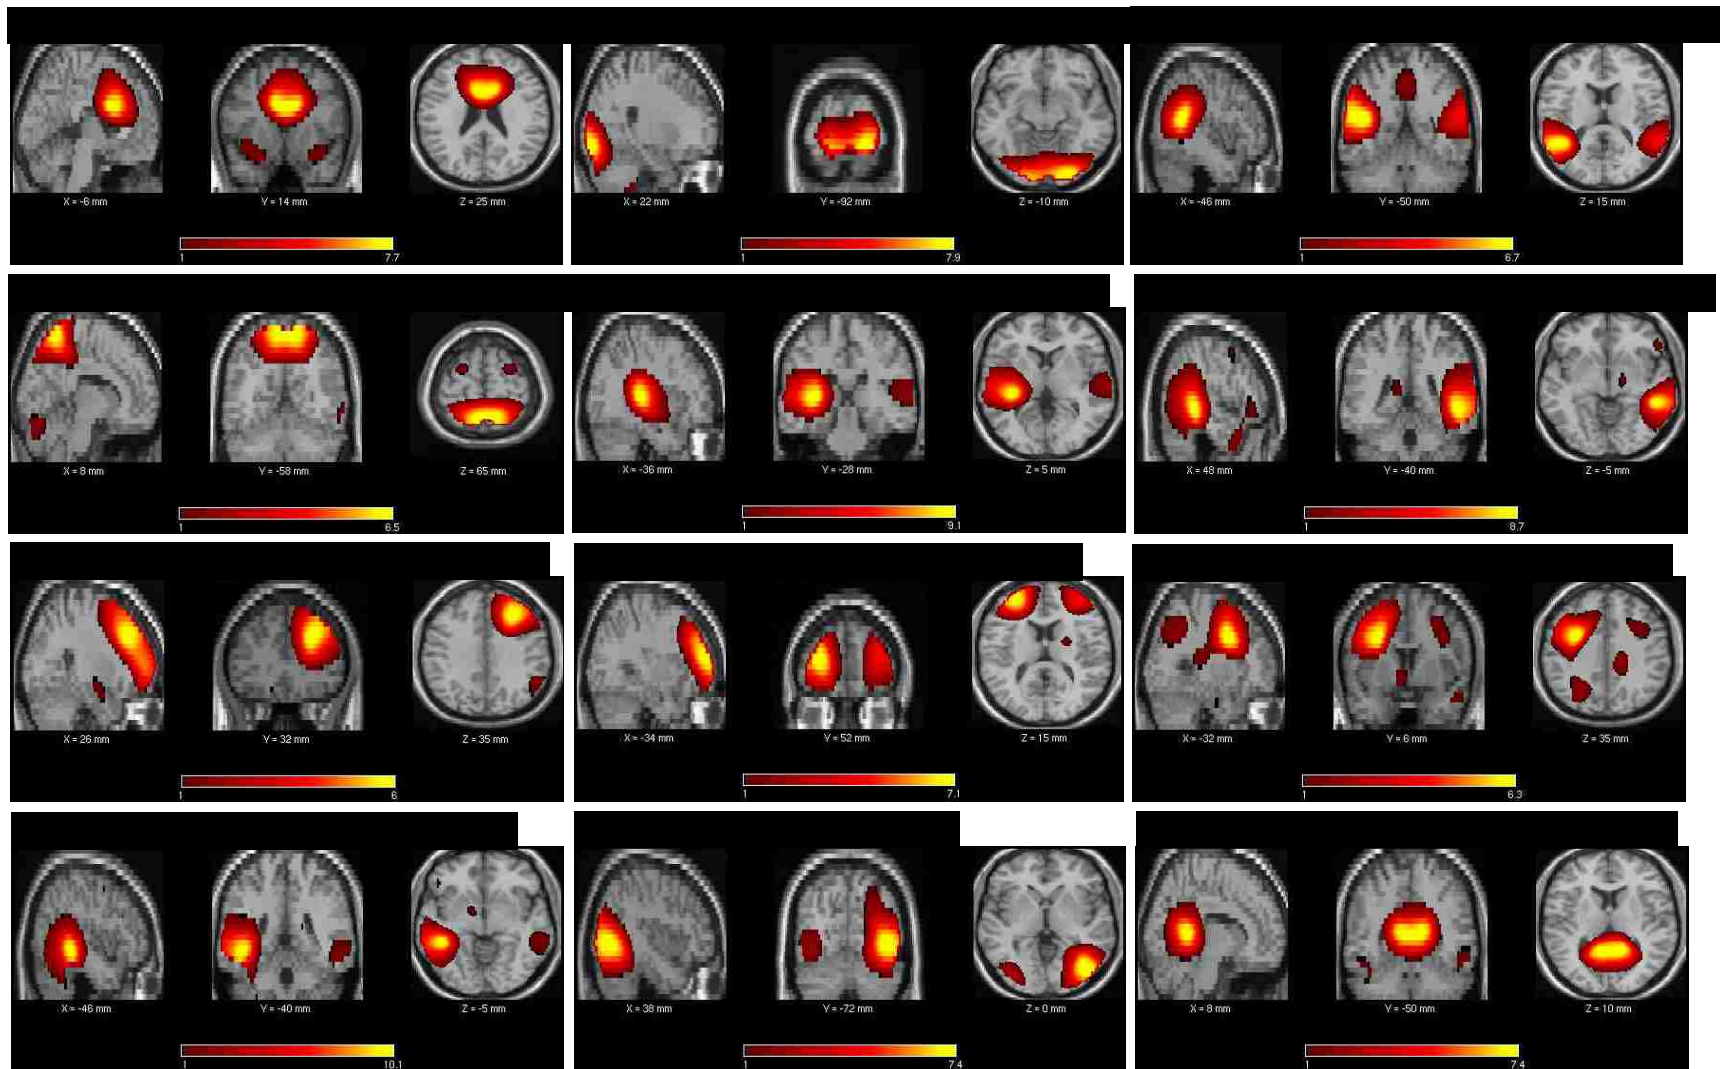 X = -6 mm Y = 14 mm Z = 25 mm X = 22 mm Y = -92 mm Z = -10 mm X = -46 mm Y = -50 mm Z = 15 mm
1 7.7 1 7.9 1 6.7
X = 8 mm Y = -58 mm Z = 65 mm X = -36 mm Y = -28 mm Z = 5 mm X = 48 mm Y = -40 mm Z = -5 mm
1 6.5 1 9.1 1 8.7
X = 26 mm Y = 32 mm Z = 35 mm X = -34 mm Y = 52 mm Z = 15 mm X = -32 mm Y = 6 mm Z = 35 mm
1 6 1 7.1 1 6.3
X = -46 mm Y = -40 mm Z = -5 mm X = 38 mm Y = -72 mm Z = 0 mm X = 8 mm Y = -50 mm Z = 10 mm
1 10.1 1 7.4 1 7.4